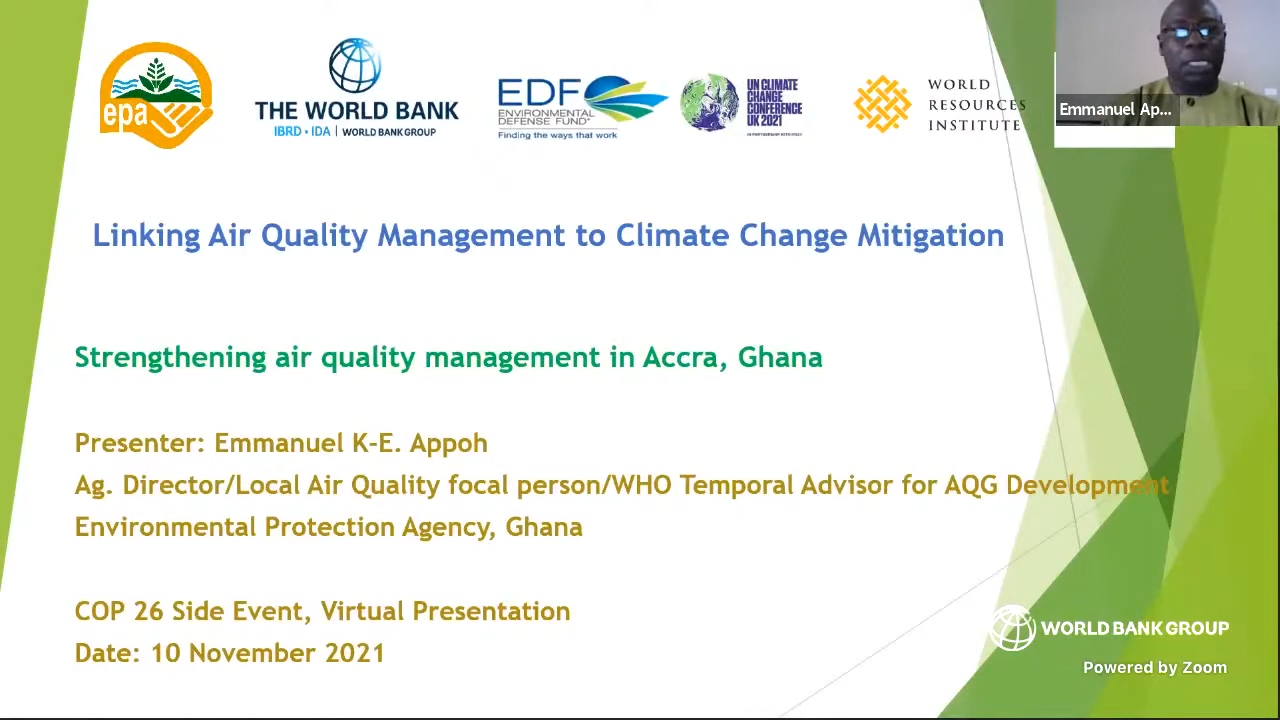 epa
THE WORLD BANK
IBRD • IDA | WORLD BANK GROUP
EDF
ENVIRONMENTAL
DEFENSE FUND®
Finding the ways that work
UN CLIMATE
CHANGE
CONFERENCE
UK 2021
IN PARTNERSHIP WITH ITALY
WORLD
RESOURCES
INSTITUTE
Emmanuel Ap...
Linking Air Quality Management to Climate Change Mitigation
Strengthening air quality management in Accra, Ghana
Presenter: Emmanuel K-E. Appoh
Ag. Director/Local Air Quality focal person/WHO Temporal Advisor for AQG Development
Environmental Protection Agency, Ghana
COP 26 Side Event, Virtual Presentation
Date: 10 November 2021
WORLD BANK GROUP
Powered by Zoom